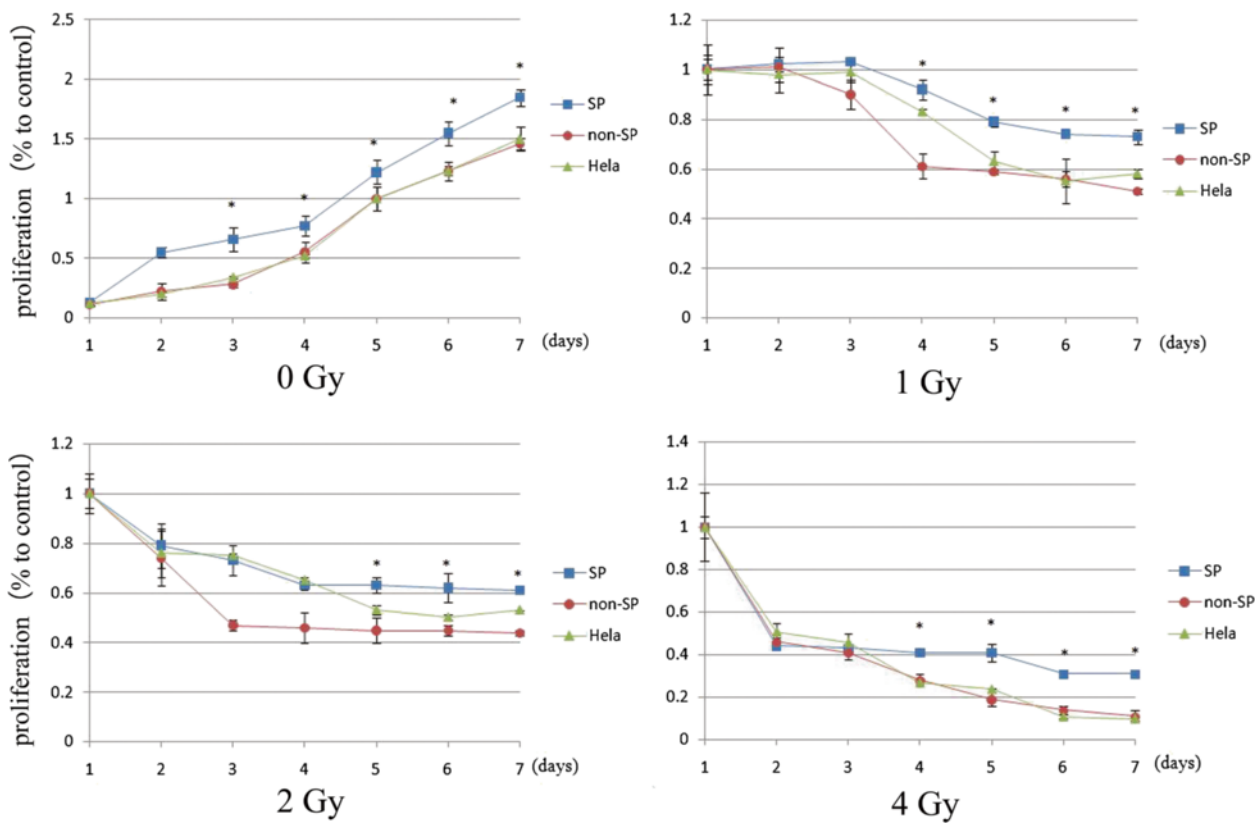 proliferation (% to control)
2.5
2
1.5
1
0.5
0
* * * * *
SP
non-SP
Hela
1 2 3 4 5 6 7 (days)
0 Gy
1.2
1
0.8
0.6
0.4
0.2
0
* * * *
SP
non-SP
Hela
1 2 3 4 5 6 7 (days)
1 Gy
proliferation (% to control)
1.2
1
0.8
0.6
0.4
0.2
0
* * *
SP
non-SP
Hela
1 2 3 4 5 6 7 (days)
2 Gy
1.4
1.2
1
0.8
0.6
0.4
0.2
0
* * * *
SP
non-SP
Hela
1 2 3 4 5 6 7 (days)
4 Gy